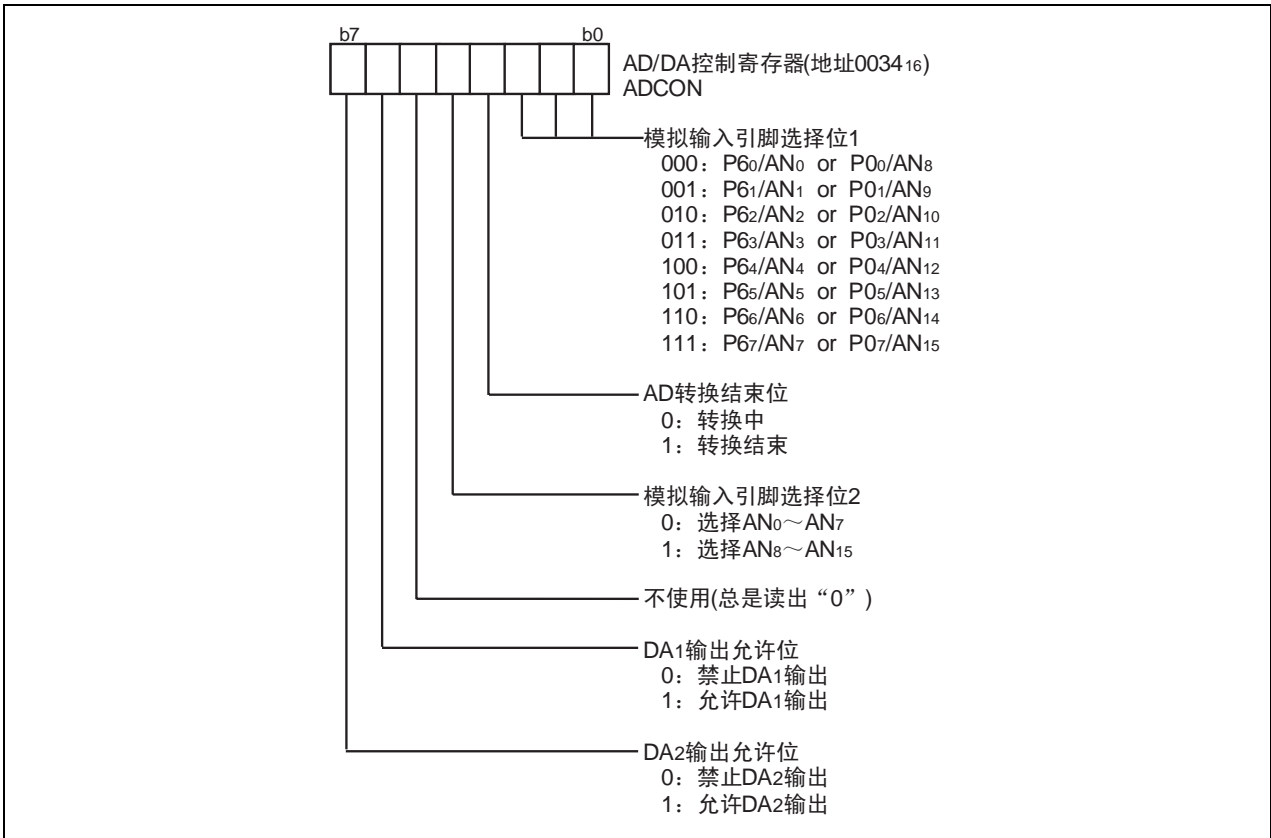 b7 b0
AD/DA控制寄存器(地址0034₁₆)
ADCON
模拟输入引脚选择位1
000：P6₀/AN₀ or P0₀/AN₈
001：P6₁/AN₁ or P0₁/AN₉
010：P6₂/AN₂ or P0₂/AN₁₀
011：P6₃/AN₃ or P0₃/AN₁₁
100：P6₄/AN₄ or P0₄/AN₁₂
101：P6₅/AN₅ or P0₅/AN₁₃
110：P6₆/AN₆ or P0₆/AN₁₄
111：P6₇/AN₇ or P0₇/AN₁₅
AD转换结束位
0：转换中
1：转换结束
模拟输入引脚选择位2
0：选择AN₀～AN₇
1：选择AN₈～AN₁₅
不使用(总是读出“0”)
DA₁输出允许位
0：禁止DA₁输出
1：允许DA₁输出
DA₂输出允许位
0：禁止DA₂输出
1：允许DA₂输出